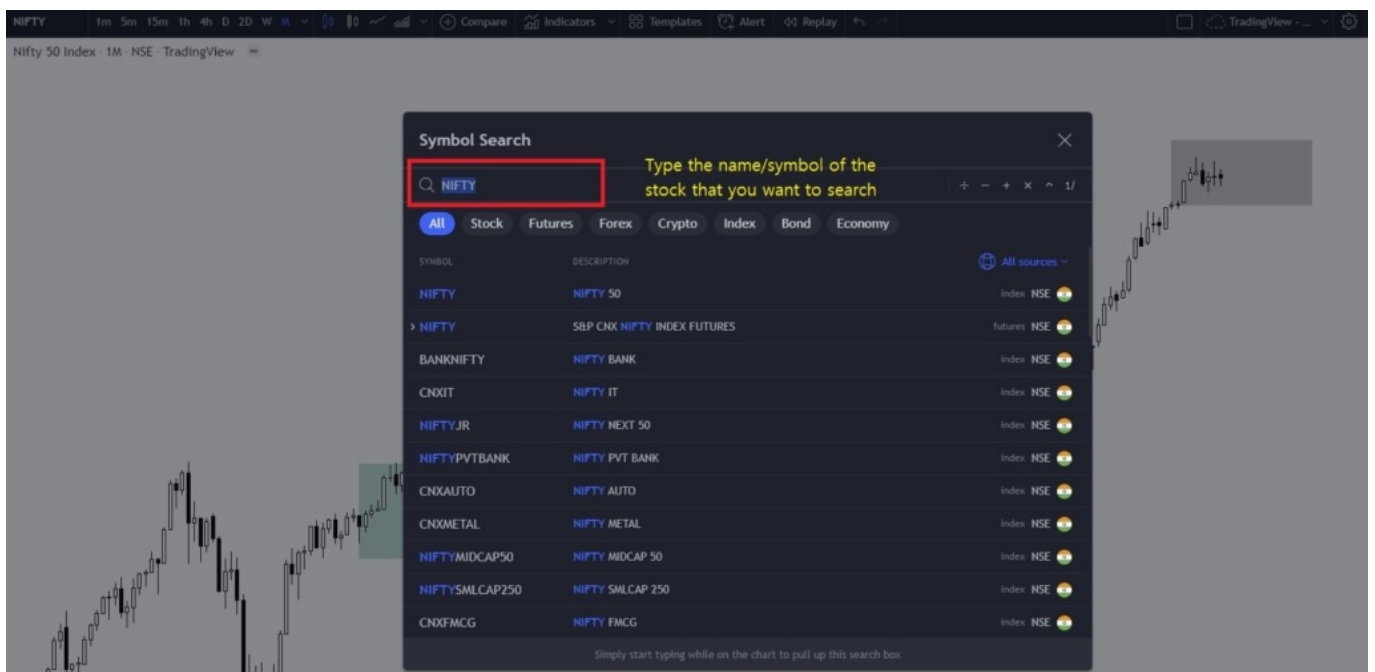 NIFTY 1m 5m 15m 1h 4h D 2D W M Compare Indicators Templates Alert Replay TradingView - ...
Nifty 50 Index · 1M · NSE · TradingView
Symbol Search
NIFTY
Type the name/symbol of the
stock that you want to search
÷ − + × ^ 1/
All Stock Futures Forex Crypto Index Bond Economy
SYMBOL DESCRIPTION All sources
NIFTY NIFTY 50 index NSE
NIFTY S&P CNX NIFTY INDEX FUTURES futures NSE
BANKNIFTY NIFTY BANK index NSE
CNXIT NIFTY IT index NSE
NIFTYJR NIFTY NEXT 50 index NSE
NIFTYPVTBANK NIFTY PVT BANK index NSE
CNXAUTO NIFTY AUTO index NSE
CNXMETAL NIFTY METAL index NSE
NIFTYMIDCAP50 NIFTY MIDCAP 50 index NSE
NIFTYSMLCAP250 NIFTY SMLCAP 250 index NSE
CNXFMCG NIFTY FMCG index NSE
Simply start typing while on the chart to pull up this search box